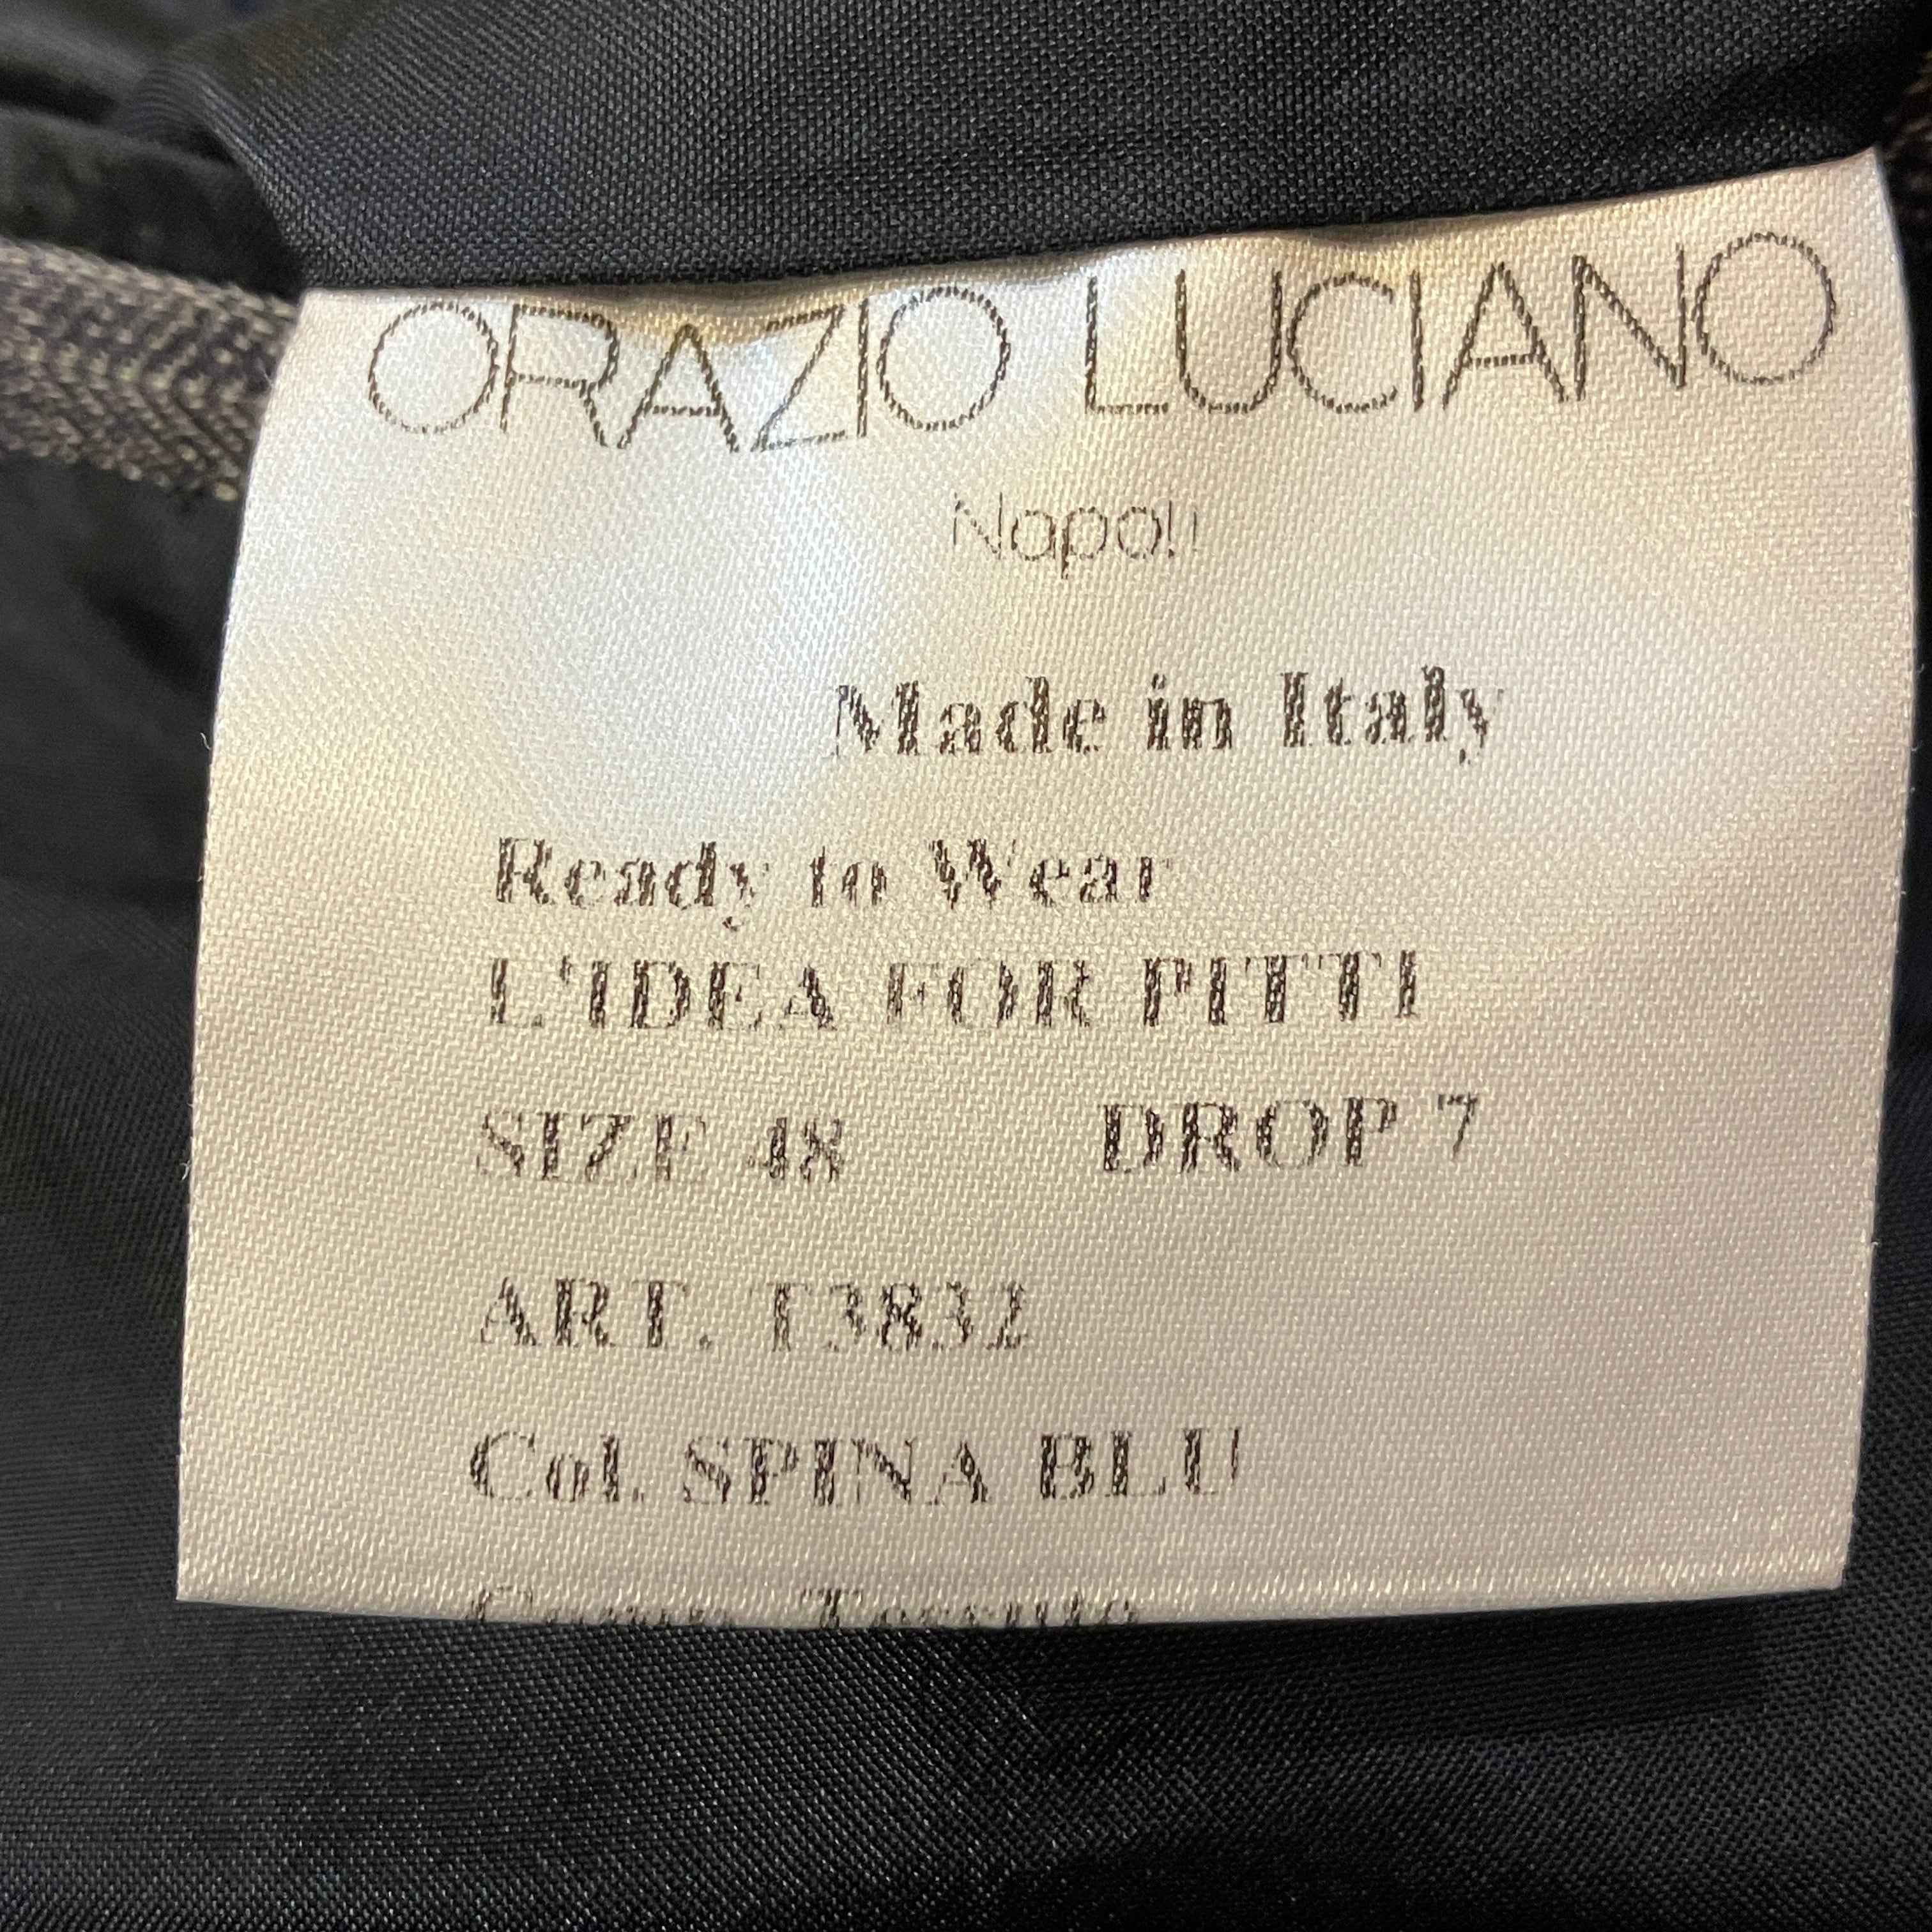 ORAZIO LUCIANO
Napoli
Made in Italy
Ready to Wear
L'IDEA FOR PITTI
SIZE 48 DROP 7
ART. T3832
Col. SPINA BLU